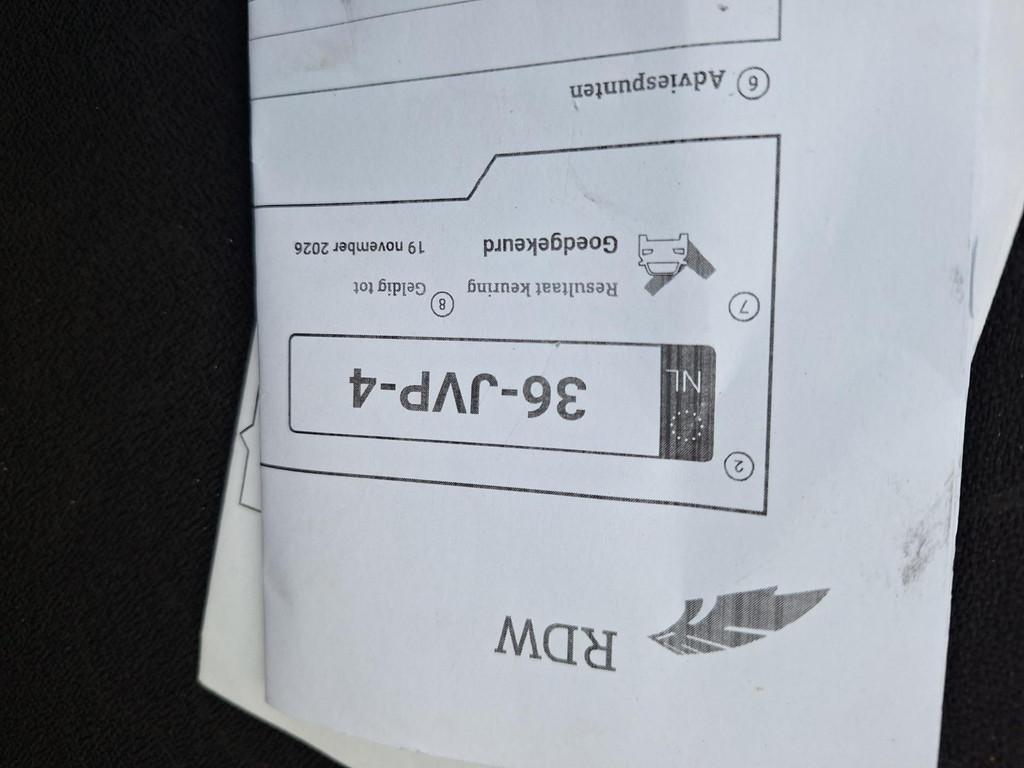 RDW
2
NL
36-JVP-4
7
Resultaat keuring
8 Geldig tot
Goedgekeurd
19 november 2026
6 Adviespunten